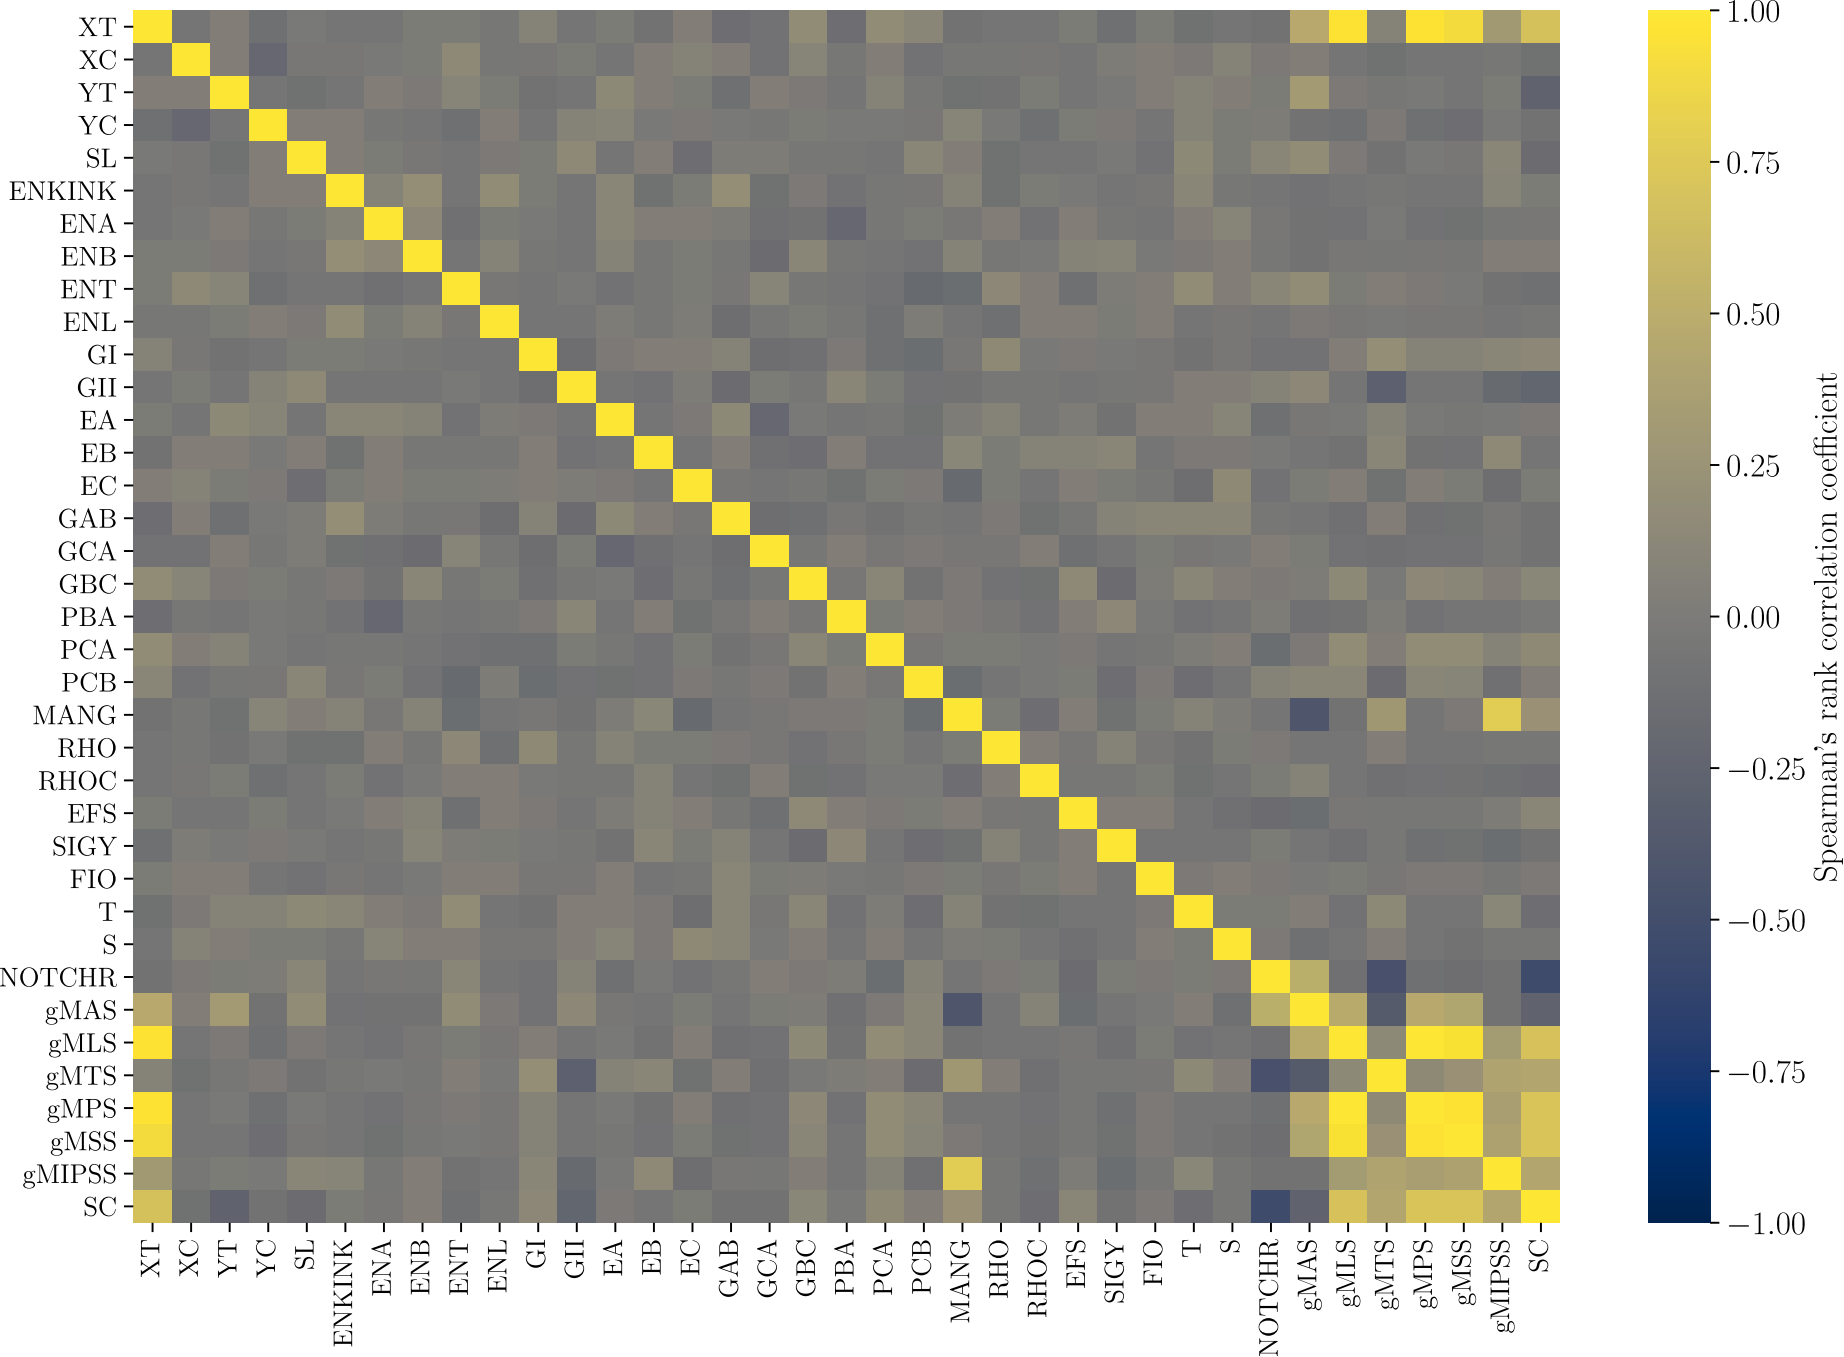 XT
XC
YT
YC
SL
ENKINK
ENA
ENB
ENT
ENL
GI
GII
EA
EB
EC
GAB
GCA
GBC
PBA
PCA
PCB
MANG
RHO
RHOC
EFS
SIGY
FIO
T
S
NOTCHR
gMAS
gMLS
gMTS
gMPS
gMSS
gMIPSS
SC
XT XC YT YC SL ENKINK ENA ENB ENT ENL GI GII EA EB EC GAB GCA GBC PBA PCA PCB MANG RHO RHOC EFS SIGY FIO T S NOTCHR gMAS gMLS gMTS gMPS gMSS gMIPSS SC
1.00
0.75
0.50
0.25
0.00
−0.25
−0.50
−0.75
−1.00
Spearman's rank correlation coefficient